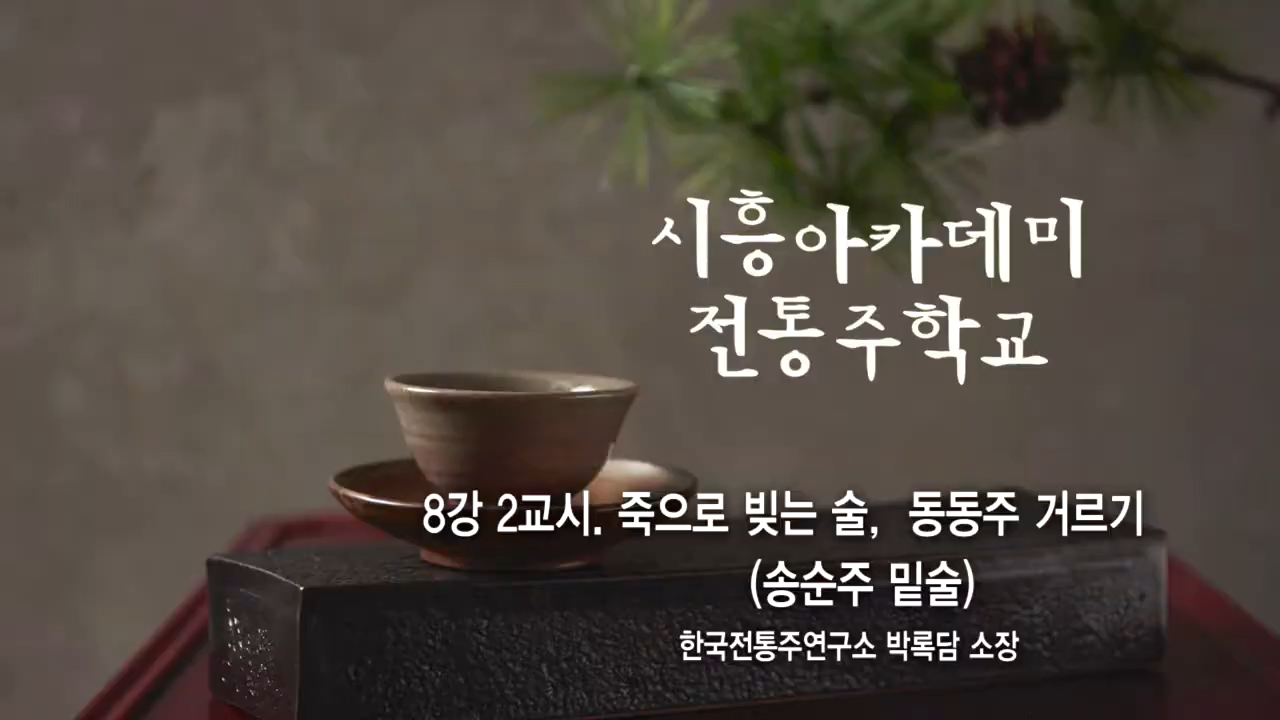 시흥아카데미
전통주학교
8강 2교시. 죽으로 빚는 술, 동동주 거르기
(송순주 밑술)
한국전통주연구소 박록담 소장